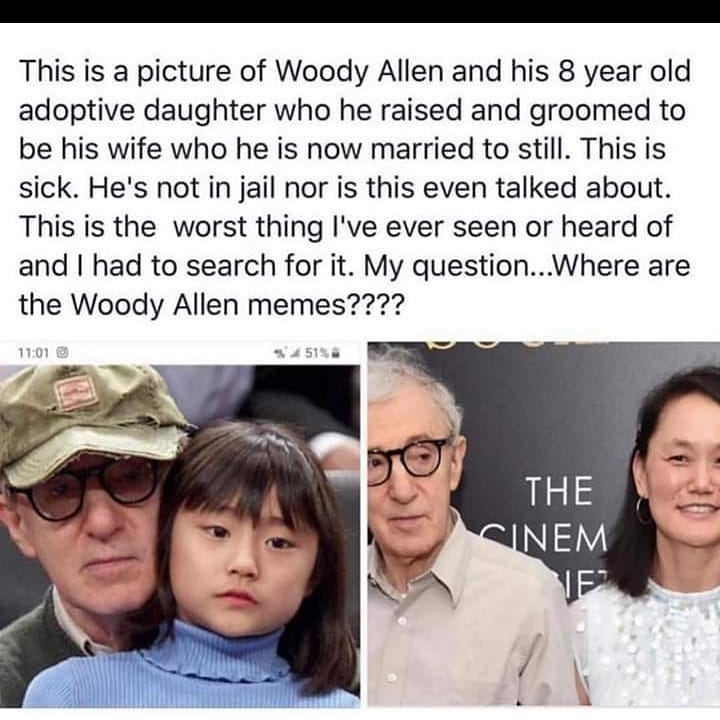 This is a picture of Woody Allen and his 8 year old
adoptive daughter who he raised and groomed to
be his wife who he is now married to still. This is
sick. He's not in jail nor is this even talked about.
This is the  worst thing I've ever seen or heard of
and I had to search for it. My question...Where are
the Woody Allen memes????
11:01 51%
THE
CINEM
IET